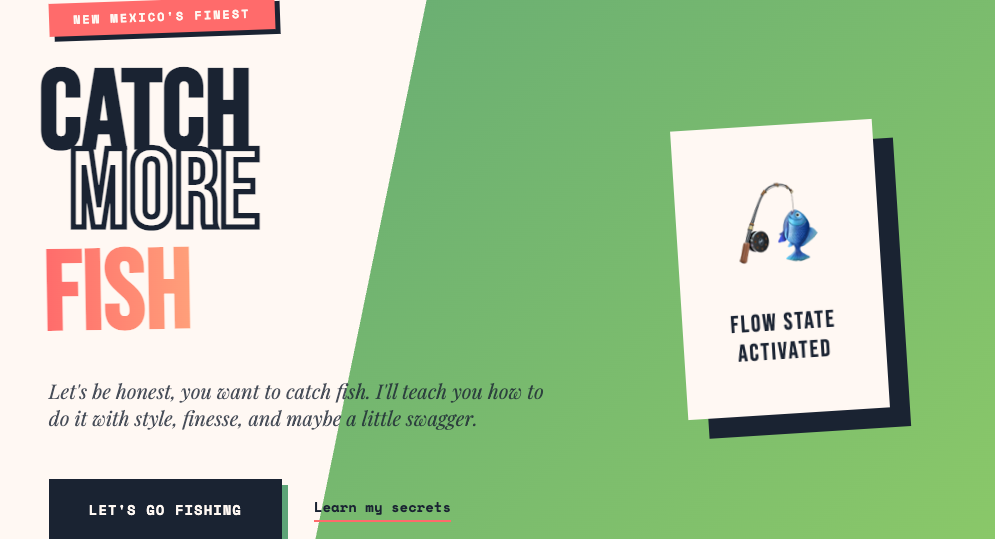 NEW MEXICO'S FINEST
CATCH
MORE
FISH
Let's be honest, you want to catch fish. I'll teach you how to
do it with style, finesse, and maybe a little swagger.
LET'S GO FISHING
Learn my secrets
FLOW STATE
ACTIVATED